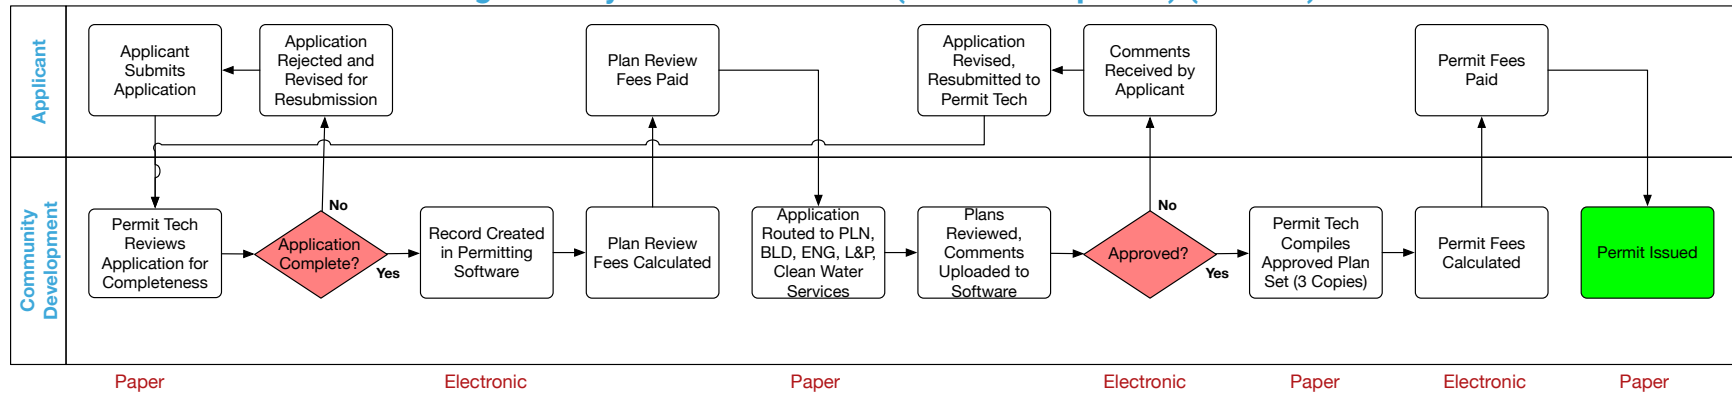 Applicant
Applicant
Submits
Application
Application
Rejected and
Revised for
Resubmission
Plan Review
Fees Paid
Application
Revised,
Resubmitted to
Permit Tech
Comments
Received by
Applicant
Permit Fees
Paid
Community
Development
Permit Tech
Reviews
Application for
Completeness
Application
Complete?
No
Yes
Record Created
in Permitting
Software
Plan Review
Fees Calculated
Application
Routed to PLN,
BLD, ENG, L&P,
Clean Water
Services
Plans
Reviewed,
Comments
Uploaded to
Software
Approved?
No
Yes
Permit Tech
Compiles
Approved Plan
Set (3 Copies)
Permit Fees
Calculated
Permit Issued
Paper
Electronic
Paper
Electronic
Paper
Electronic
Paper